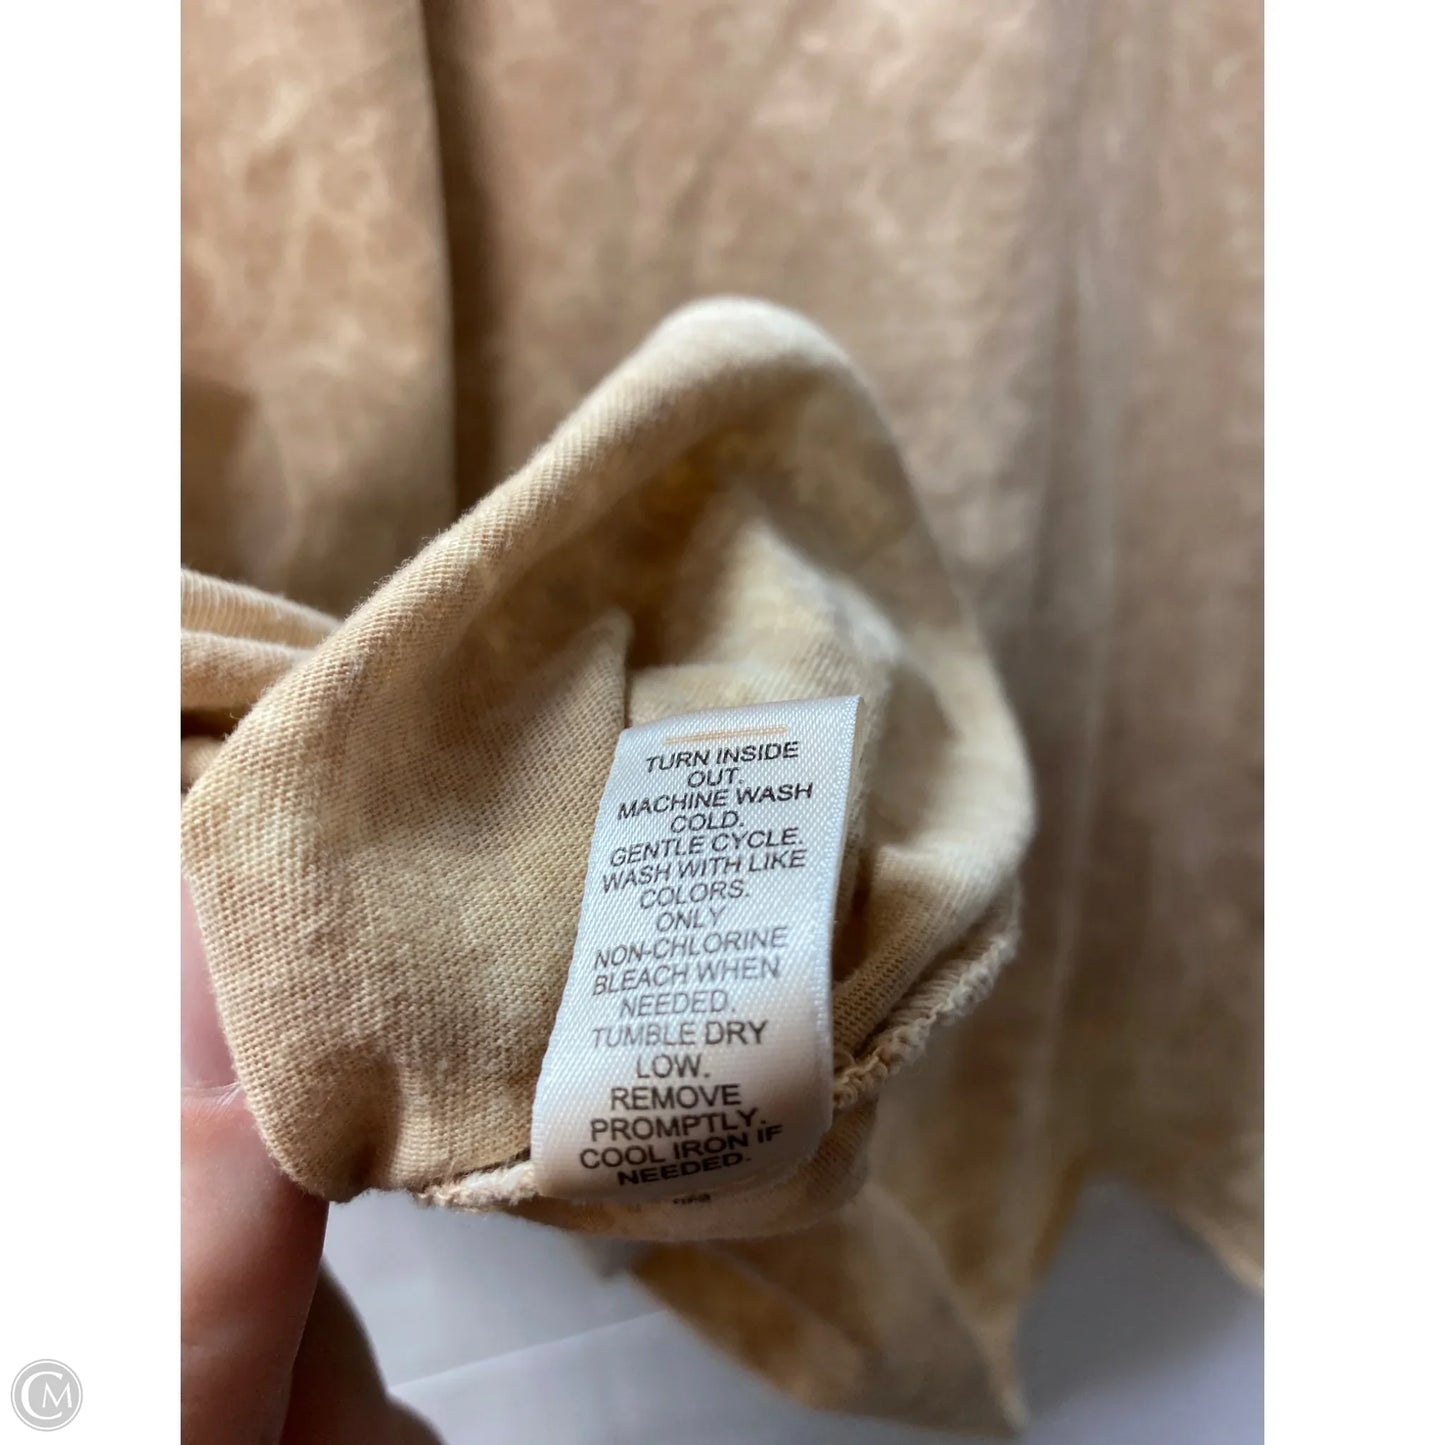 TURN INSIDE
OUT.
MACHINE WASH
COLD.
GENTLE CYCLE.
WASH WITH LIKE
COLORS.
ONLY
NON-CHLORINE
BLEACH WHEN
NEEDED.
TUMBLE DRY
LOW.
REMOVE
PROMPTLY.
COOL IRON IF
NEEDED.
CM